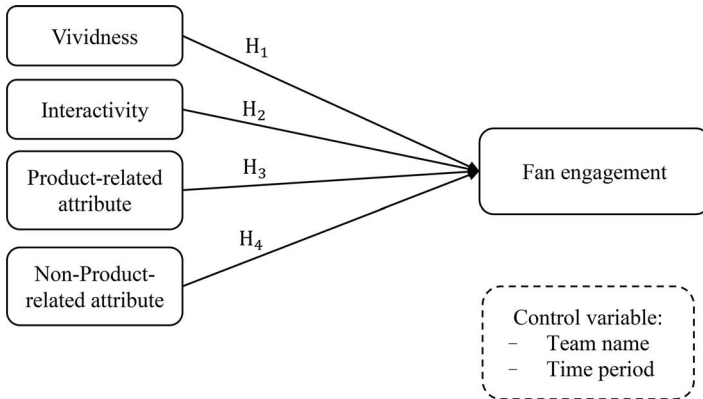 Vividness
H₁
Interactivity
H₂
Product-related
attribute
H₃
Non-Product-
related attribute
H₄
Fan engagement
Control variable:
- Team name
- Time period